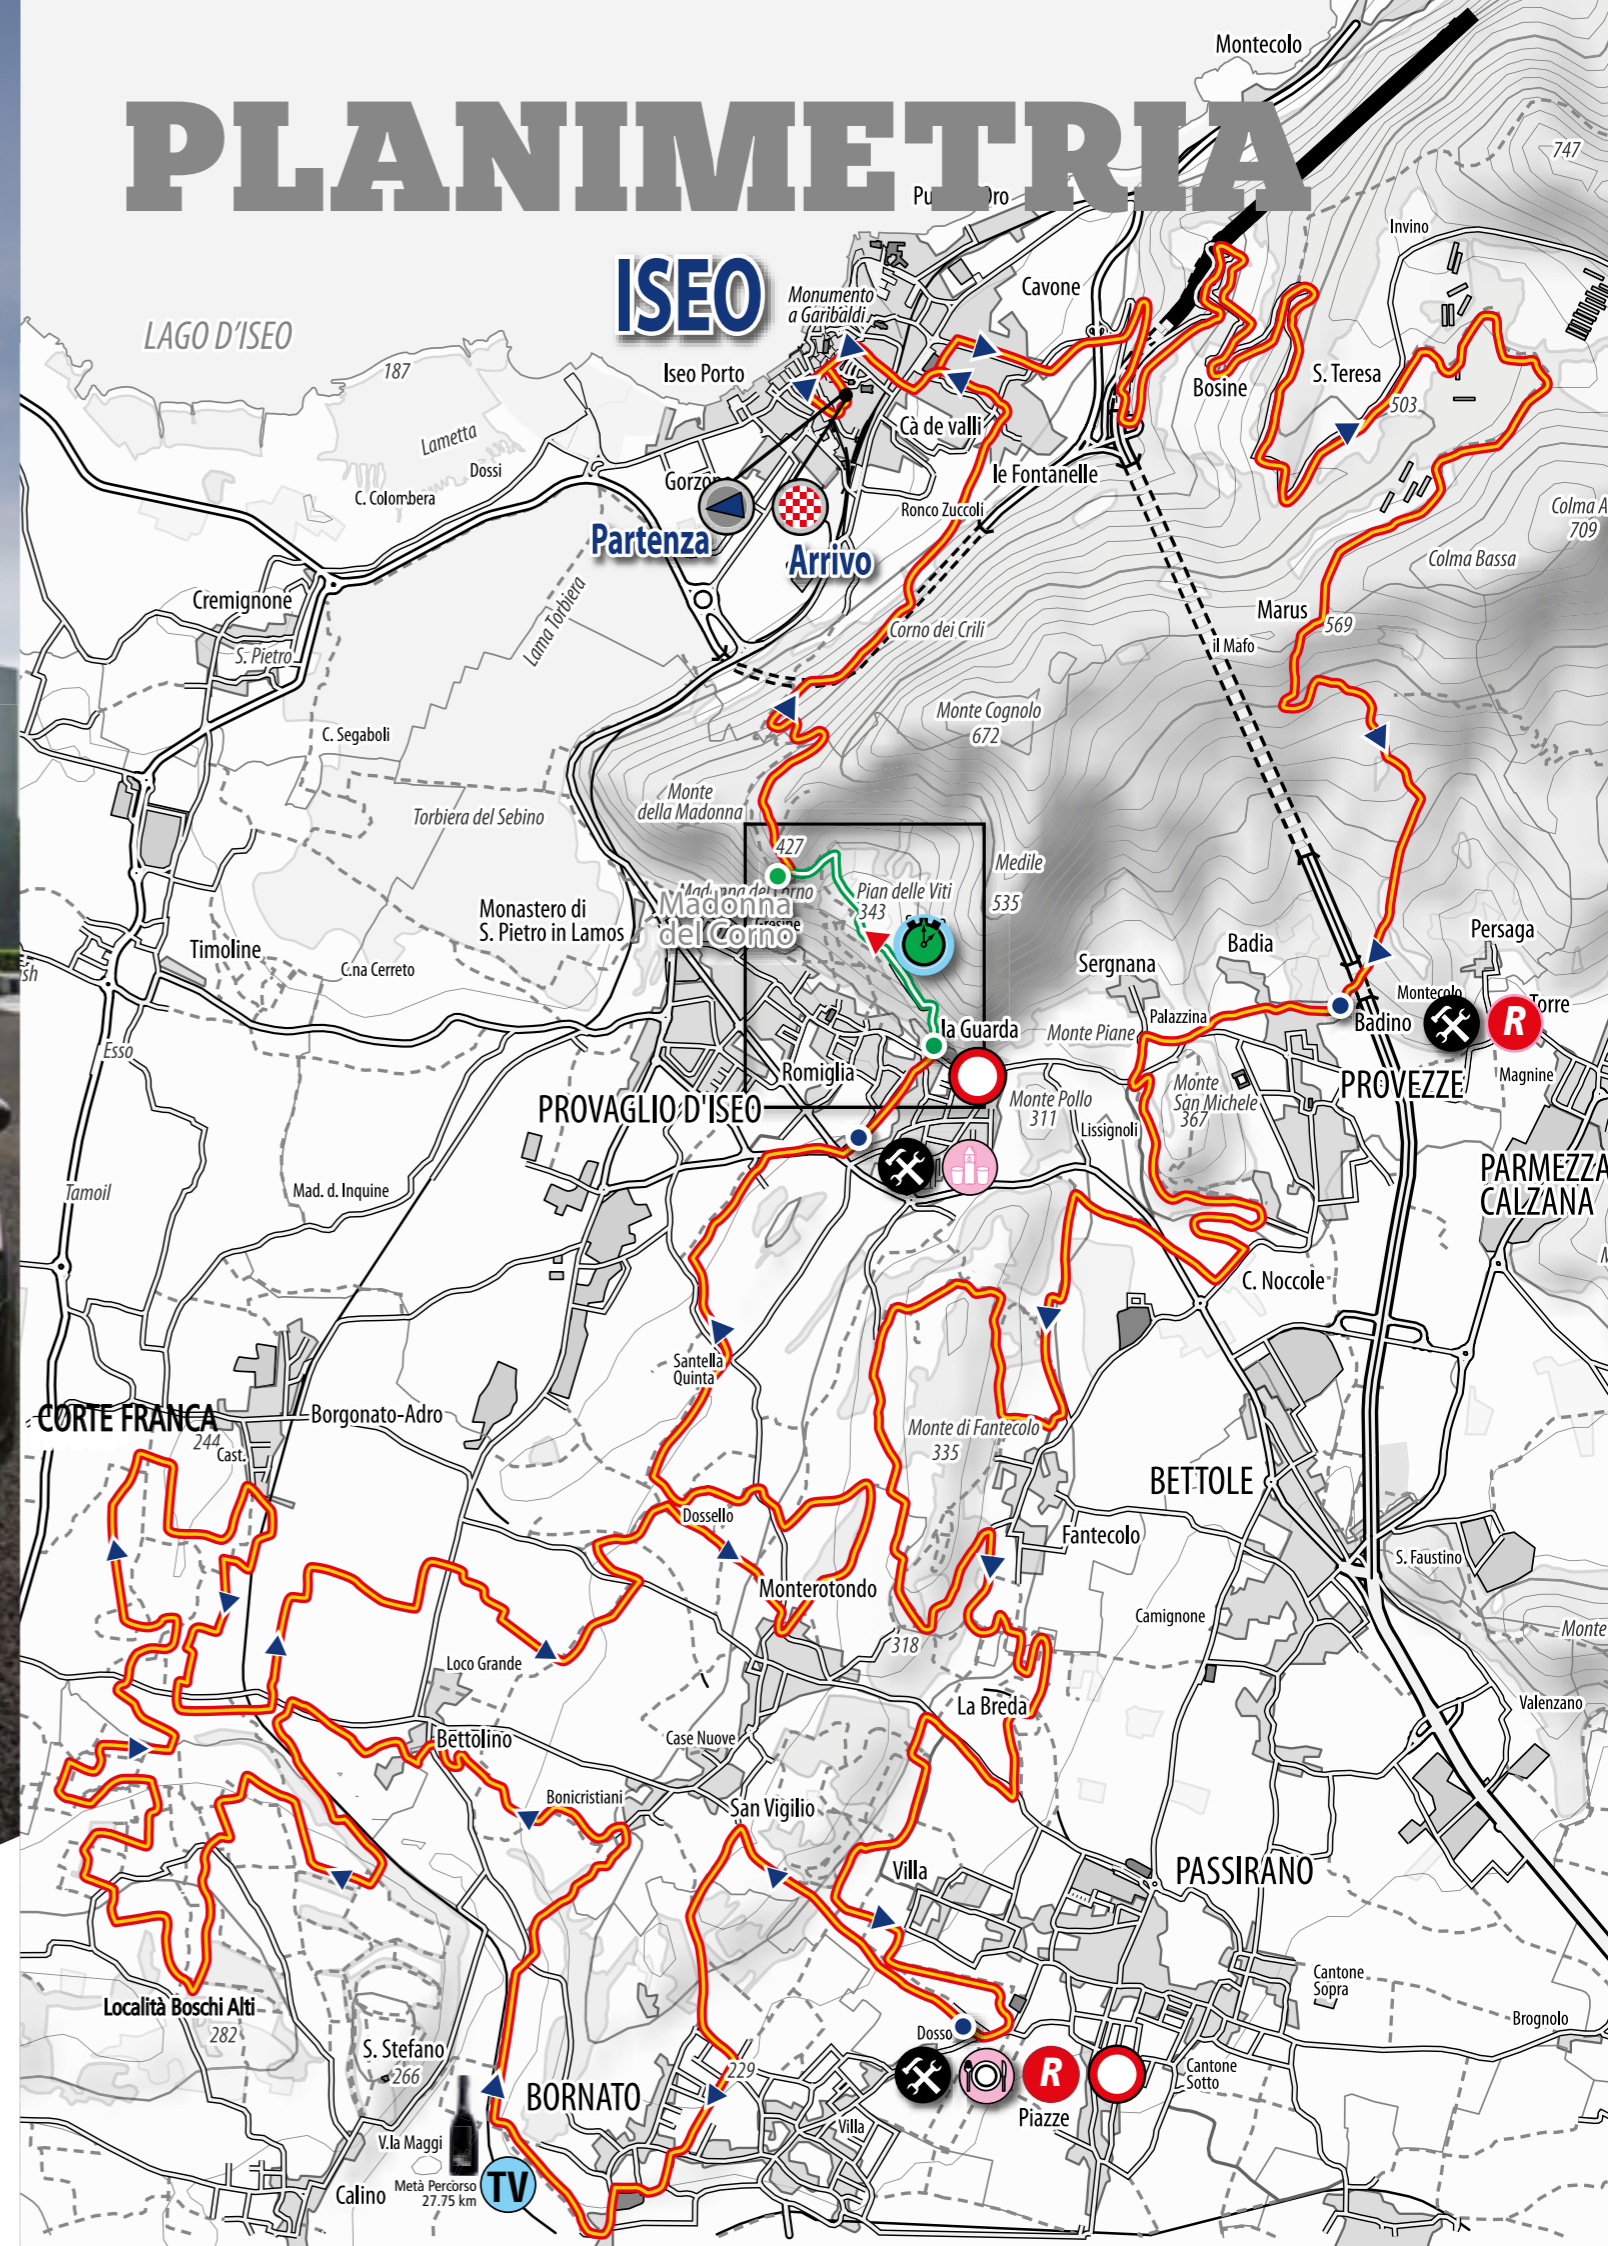 PLANIMETRIA
Montecolo
747
Invino
ISEO
Monumento
a Garibaldi
Cavone
LAGO D'ISEO
187
Iseo Porto
Bosine
S. Teresa
503
Lametta
Dossi
Cà de valli
C. Colombera
le Fontanelle
Ronco Zuccoli
Partenza
Arrivo
709
Colma Bassa
Cremignone
S. Pietro
Lama Torbiera
Corno dei Crili
Marus
569
il Mafo
C. Segaboli
Monte Cognolo
672
Torbiera del Sebino
Monte
della Madonna
427
Medile
535
Pian delle Viti
343
Madonna
del Corno
Monastero di
S. Pietro in Lamos
Timoline
C.na Cerreto
Sergnana
Badia
Persaga
Montecolo
R
Torre
Palazzina
Badino
la Guarda
Monte Piane
Esso
Romiglia
PROVEZZE
Magnine
Monte
San Michele
367
Monte Pollo
311
Lissignoli
PROVAGLIO D'ISEO
Tamoil
Mad. d. Inquine
PARMEZZA
CALZANA
C. Noccole
Santella
Quinta
CORTE FRANCA
244
Cast.
Borgonato-Adro
Monte di Fantecolo
335
BETTOLE
Dossello
Fantecolo
S. Faustino
Monterotondo
Camignone
318
Monte
Loco Grande
La Breda
Valenzano
Bettolino
Case Nuove
Bonicristiani
San Vigilio
Villa
PASSIRANO
Località Boschi Alti
282
Cantone
Sopra
Brognolo
S. Stefano
266
Dosso
229
BORNATO
R
Piazze
Cantone
Sotto
V.la Maggi
Villa
Calino
Metà Percorso
27.75 km
TV